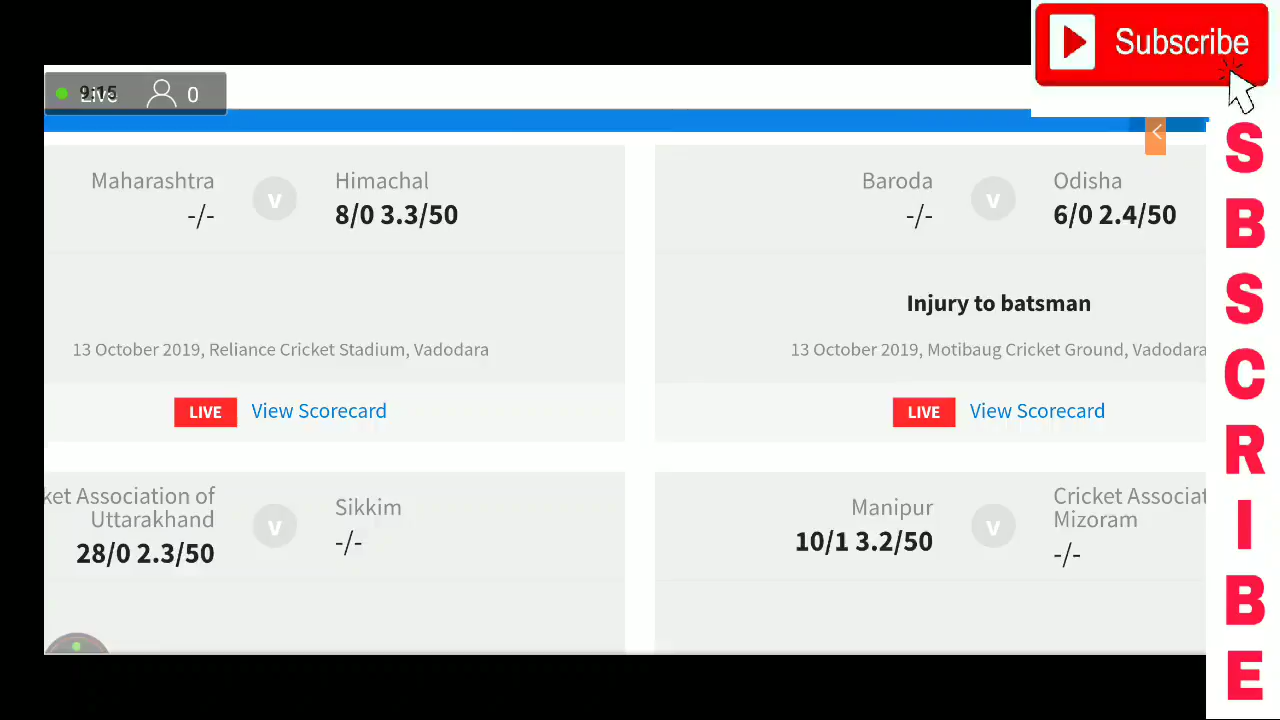 Subscribe
9:15
Live
0
Maharashtra
v
Himachal
-/-
8/0 3.3/50
13 October 2019, Reliance Cricket Stadium, Vadodara
LIVE
View Scorecard
Baroda
v
Odisha
-/-
6/0 2.4/50
Injury to batsman
13 October 2019, Motibaug Cricket Ground, Vadodara
LIVE
View Scorecard
ket Association of
Uttarakhand
v
Sikkim
28/0 2.3/50
-/-
Manipur
v
Cricket Associat
Mizoram
10/1 3.2/50
-/-
S
B
S
C
R
I
B
E